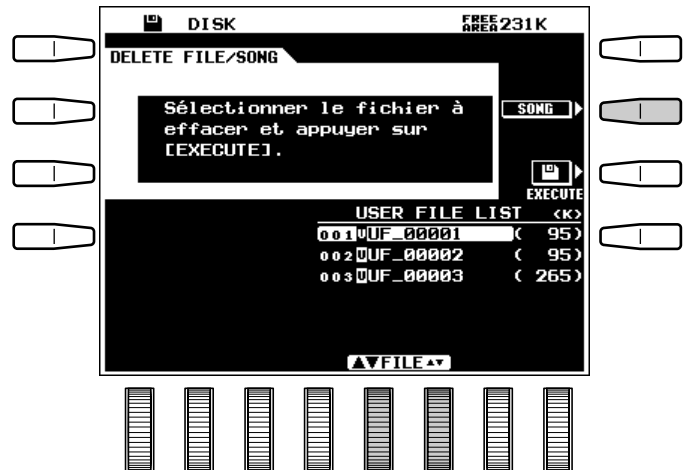 DISK
FREE AREA 231K
DELETE FILE/SONG
Sélectionner le fichier à
effacer et appuyer sur
[EXECUTE].
SONG
EXECUTE
USER FILE LIST (K)
001 U UF_00001 ( 95)
002 U UF_00002 ( 95)
003 U UF_00003 ( 265)
▲▼FILE▲▼